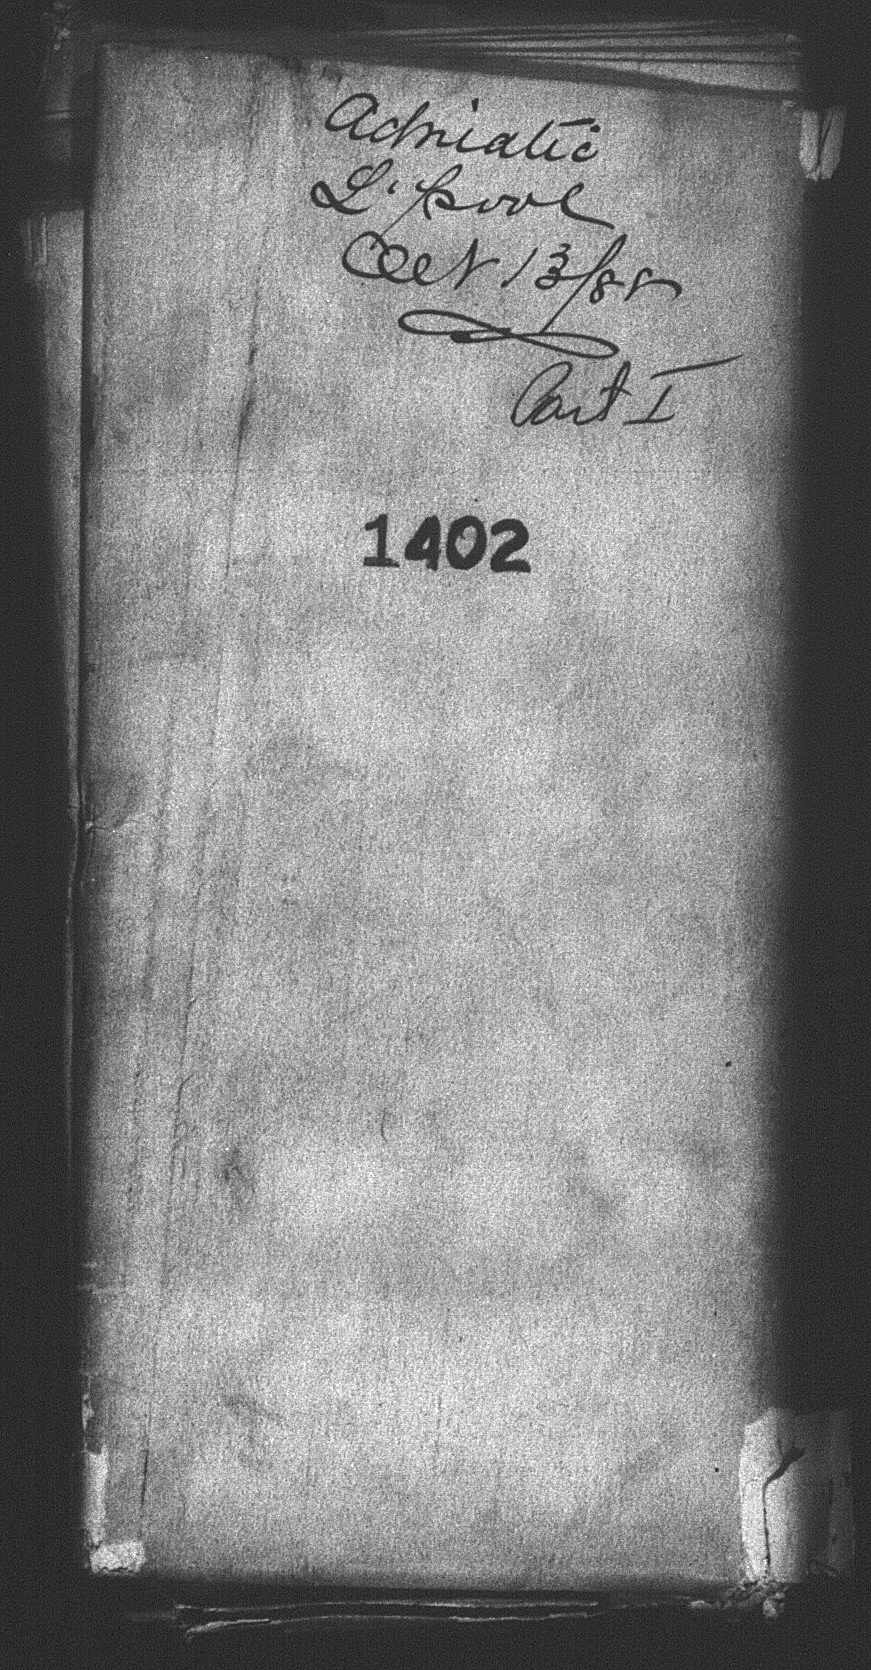 Adriatic
L'pool
Oct 13/88
Part I
1402